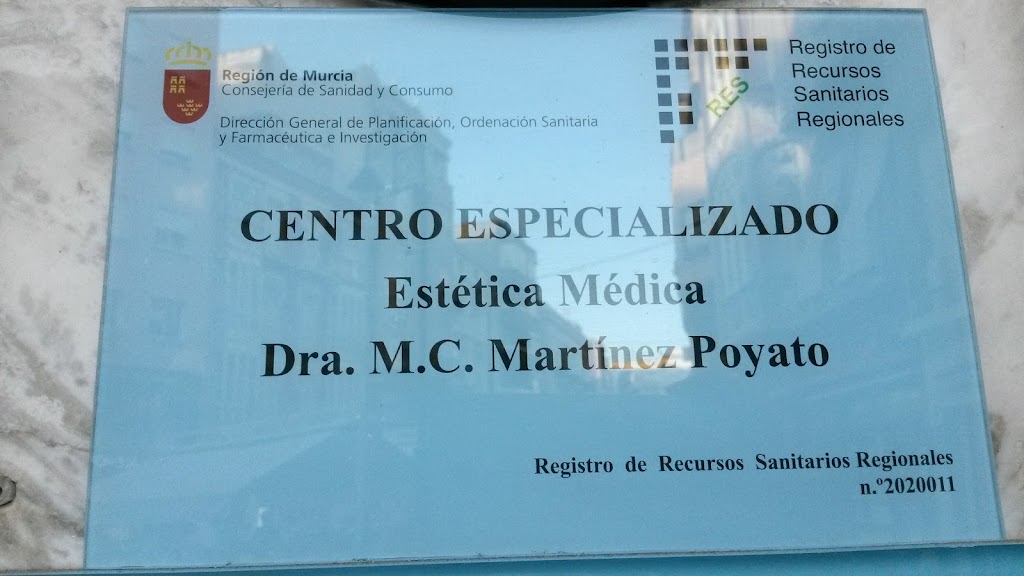 Región de Murcia
Consejería de Sanidad y Consumo
Dirección General de Planificación, Ordenación Sanitaria
y Farmacéutica e Investigación
RES
Registro de
Recursos
Sanitarios
Regionales
CENTRO ESPECIALIZADO
Estética Médica
Dra. M.C. Martínez Poyato
Registro de Recursos Sanitarios Regionales
n.º2020011